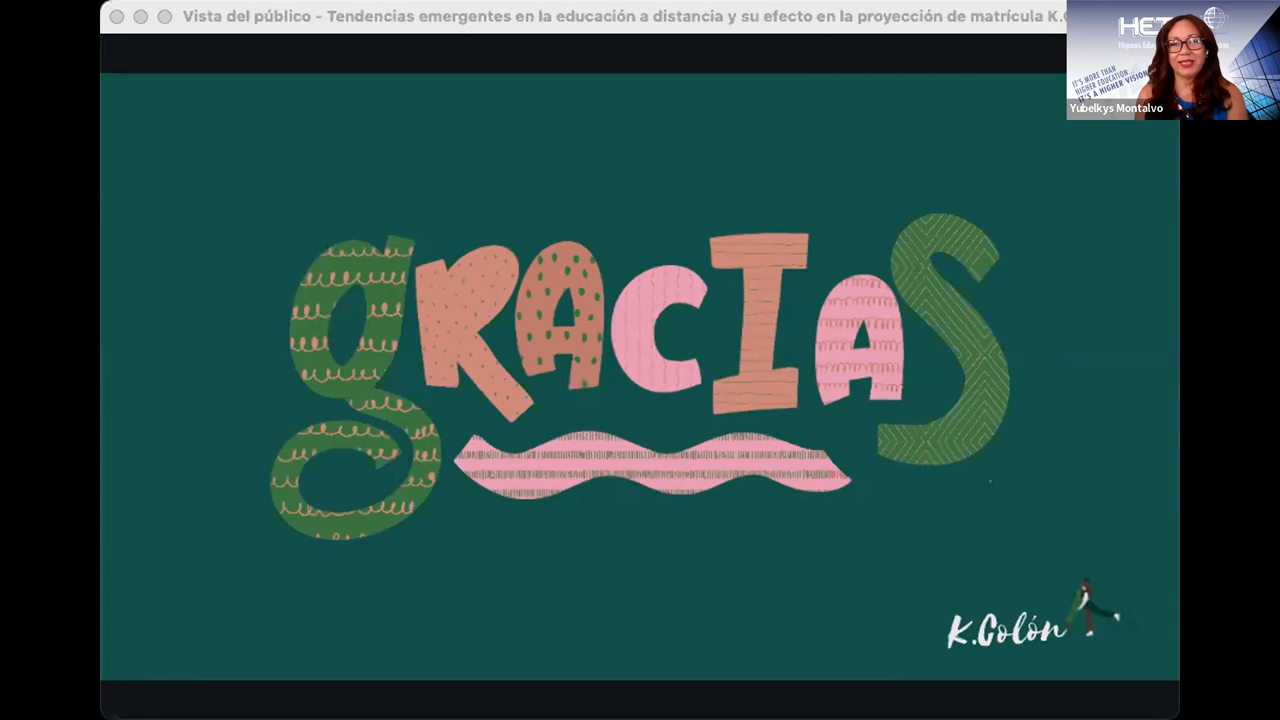 Vista del público - Tendencias emergentes en la educación a distancia y su efecto en la proyección de matrícula
HET
IT'S MORE THAN
HIGHER EDUCATION...
IT'S A HIGHER VISION
Yubelkys Montalvo
gRACIAS
K.Colón